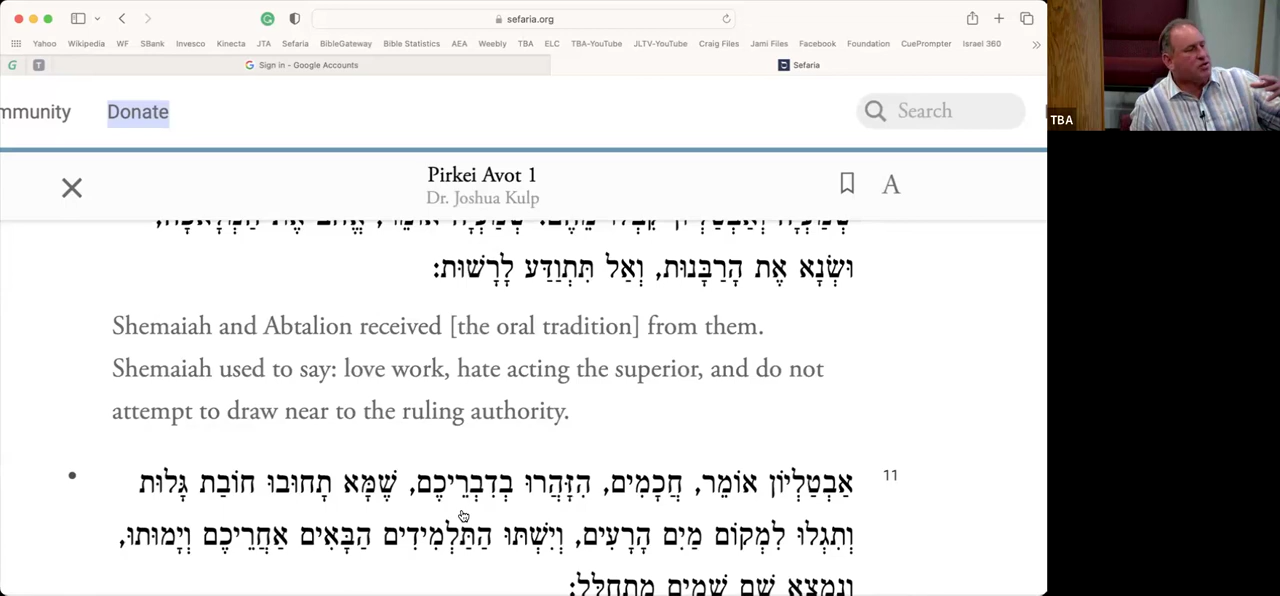 sefaria.org
Yahoo Wikipedia WF SBank Invesco Kinecta JTA Sefaria BibleGateway Bible Statistics AEA Weebly TBA ELC TBA-YouTube JLTV-YouTube Craig Files Jami Files Facebook Foundation CuePrompter Israel 360 »
G T Sign in - Google Accounts Sefaria
mmunity Donate Search
TBA
Pirkei Avot 1
Dr. Joshua Kulp
A
שְׁמַעְיָה וְאַבְטַלְיוֹן קִבְּלוּ מֵהֶם. שְׁמַעְיָה אוֹמֵר, אֱהֹב אֶת הַמְּלָאכָה,
וּשְׂנָא אֶת הָרַבָּנוּת, וְאַל תִּתְוַדַּע לָרָשׁוּת:
Shemaiah and Abtalion received [the oral tradition] from them.
Shemaiah used to say: love work, hate acting the superior, and do not
attempt to draw near to the ruling authority.
11
אַבְטַלְיוֹן אוֹמֵר, חֲכָמִים, הִזָּהֲרוּ בְדִבְרֵיכֶם, שֶׁמָּא תָחוּבוּ חוֹבַת גָּלוּת
וְתִגְלוּ לִמְקוֹם מַיִם הָרָעִים, וְיִשְׁתּוּ הַתַּלְמִידִים הַבָּאִים אַחֲרֵיכֶם וְיָמוּתוּ,
וְנִמְצָא שֵׁם שָׁמַיִם מִתְחַלֵּל: